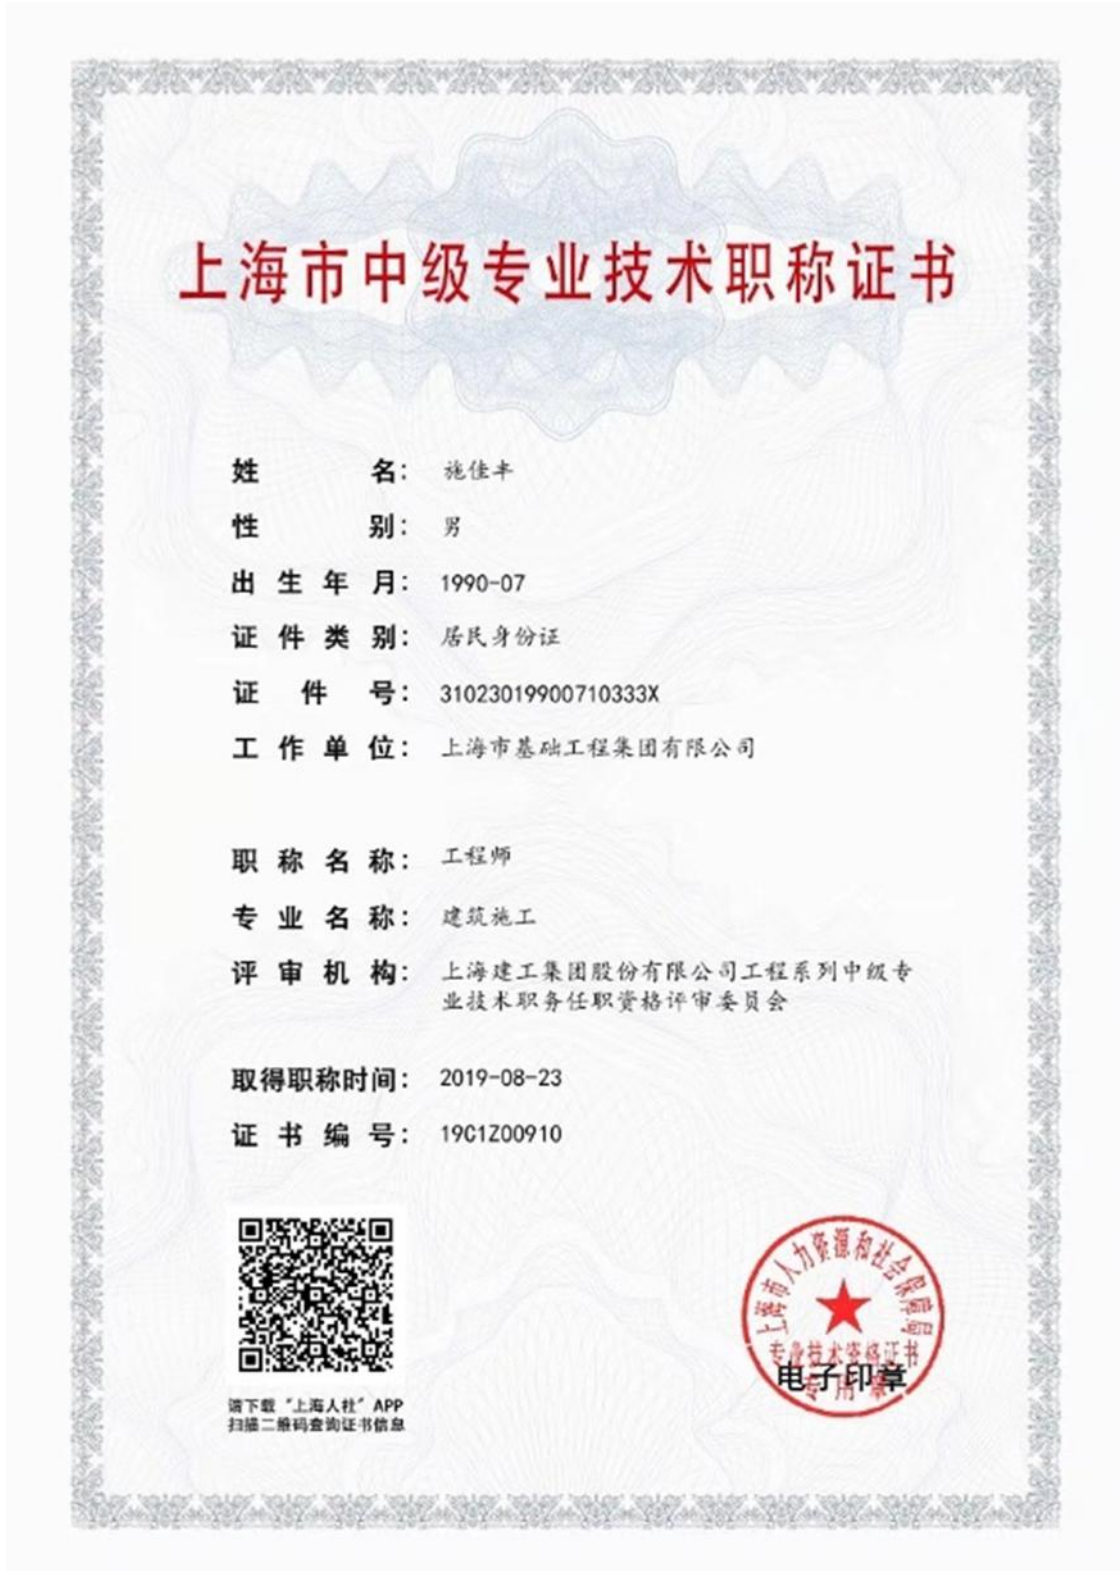 上海市中级专业技术职称证书
姓名：施佳丰
性别：男
出生年月：1990-07
证件类别：居民身份证
证件号：31023019900710333X
工作单位：上海市基础工程集团有限公司
职称名称：工程师
专业名称：建筑施工
评审机构：上海建工集团股份有限公司工程系列中级专
业技术职务任职资格评审委员会
取得职称时间：2019-08-23
证书编号：19C1Z00910
请下载“上海人社”APP
扫描二维码查询证书信息
上海市人力资源和社会保障局
专业技术资格证书
电子印章
专用章